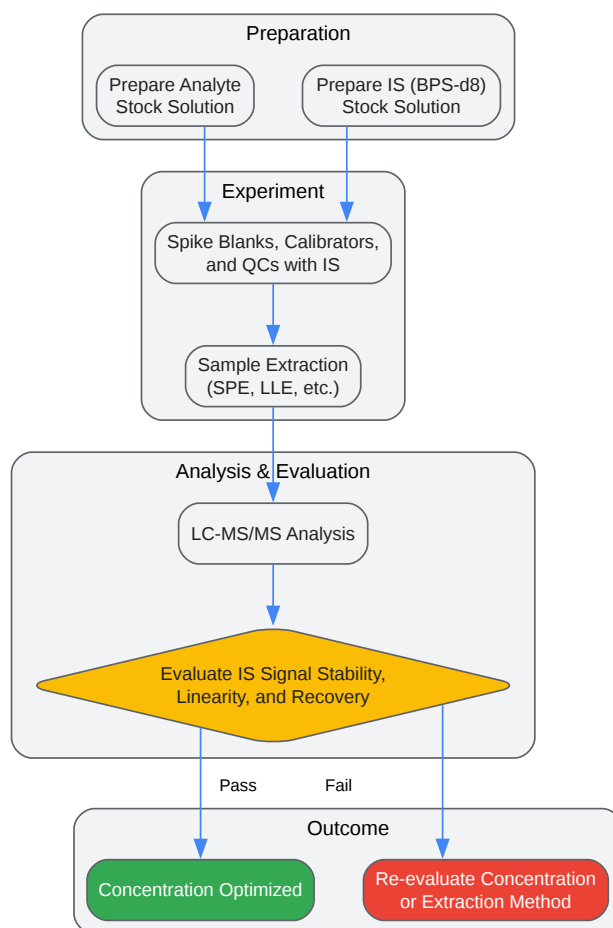 Preparation
Prepare Analyte
Stock Solution
Prepare IS (BPS-d8)
Stock Solution
Experiment
Spike Blanks, Calibrators,
and QCs with IS
Sample Extraction
(SPE, LLE, etc.)
Analysis & Evaluation
LC-MS/MS Analysis
Evaluate IS Signal Stability,
Linearity, and Recovery
Pass
Fail
Outcome
Concentration Optimized
Re-evaluate Concentration
or Extraction Method